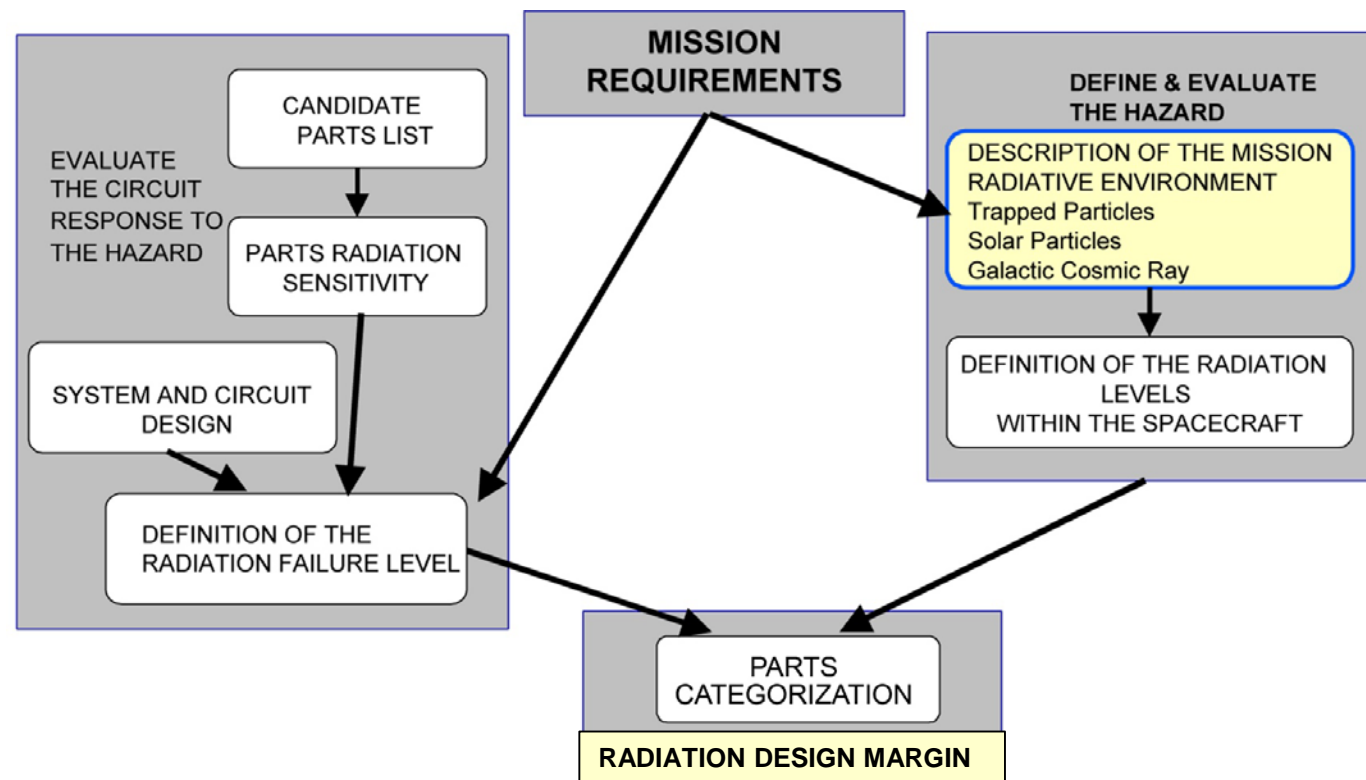 MISSION
REQUIREMENTS
EVALUATE
THE CIRCUIT
RESPONSE TO
THE HAZARD
CANDIDATE
PARTS LIST
PARTS RADIATION
SENSITIVITY
SYSTEM AND CIRCUIT
DESIGN
DEFINITION OF THE
RADIATION FAILURE LEVEL
DEFINE & EVALUATE
THE HAZARD
DESCRIPTION OF THE MISSION
RADIATIVE ENVIRONMENT
Trapped Particles
Solar Particles
Galactic Cosmic Ray
DEFINITION OF THE RADIATION
LEVELS
WITHIN THE SPACECRAFT
PARTS
CATEGORIZATION
RADIATION DESIGN MARGIN